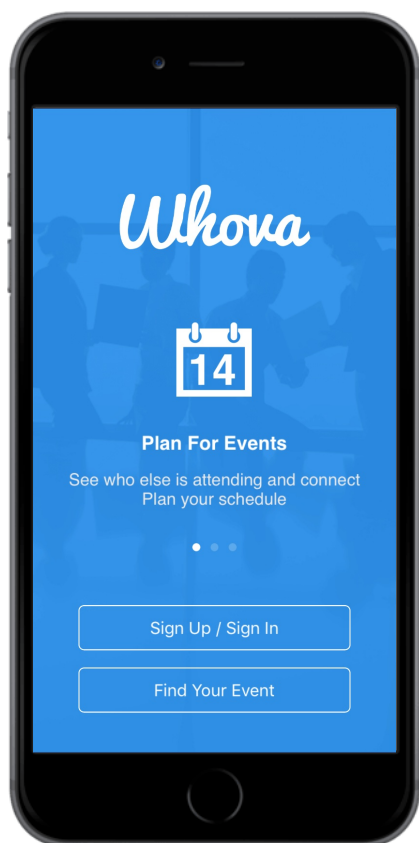 Whova
14
Plan For Events
See who else is attending and connect
Plan your schedule
Sign Up / Sign In
Find Your Event